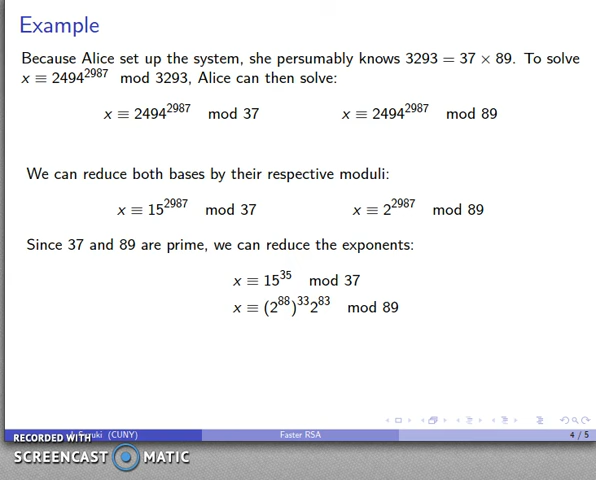 Example
Because Alice set up the system, she persumably knows 3293 = 37 × 89. To solve
x ≡ 2494^2987 mod 3293, Alice can then solve:
x ≡ 2494^2987 mod 37 x ≡ 2494^2987 mod 89
We can reduce both bases by their respective moduli:
x ≡ 15^2987 mod 37 x ≡ 2^2987 mod 89
Since 37 and 89 are prime, we can reduce the exponents:
x ≡ 15^35 mod 37
x ≡ (2^88)^33 2^83 mod 89
(CUNY) Faster RSA 4 / 5
RECORDED WITH
SCREENCAST MATIC